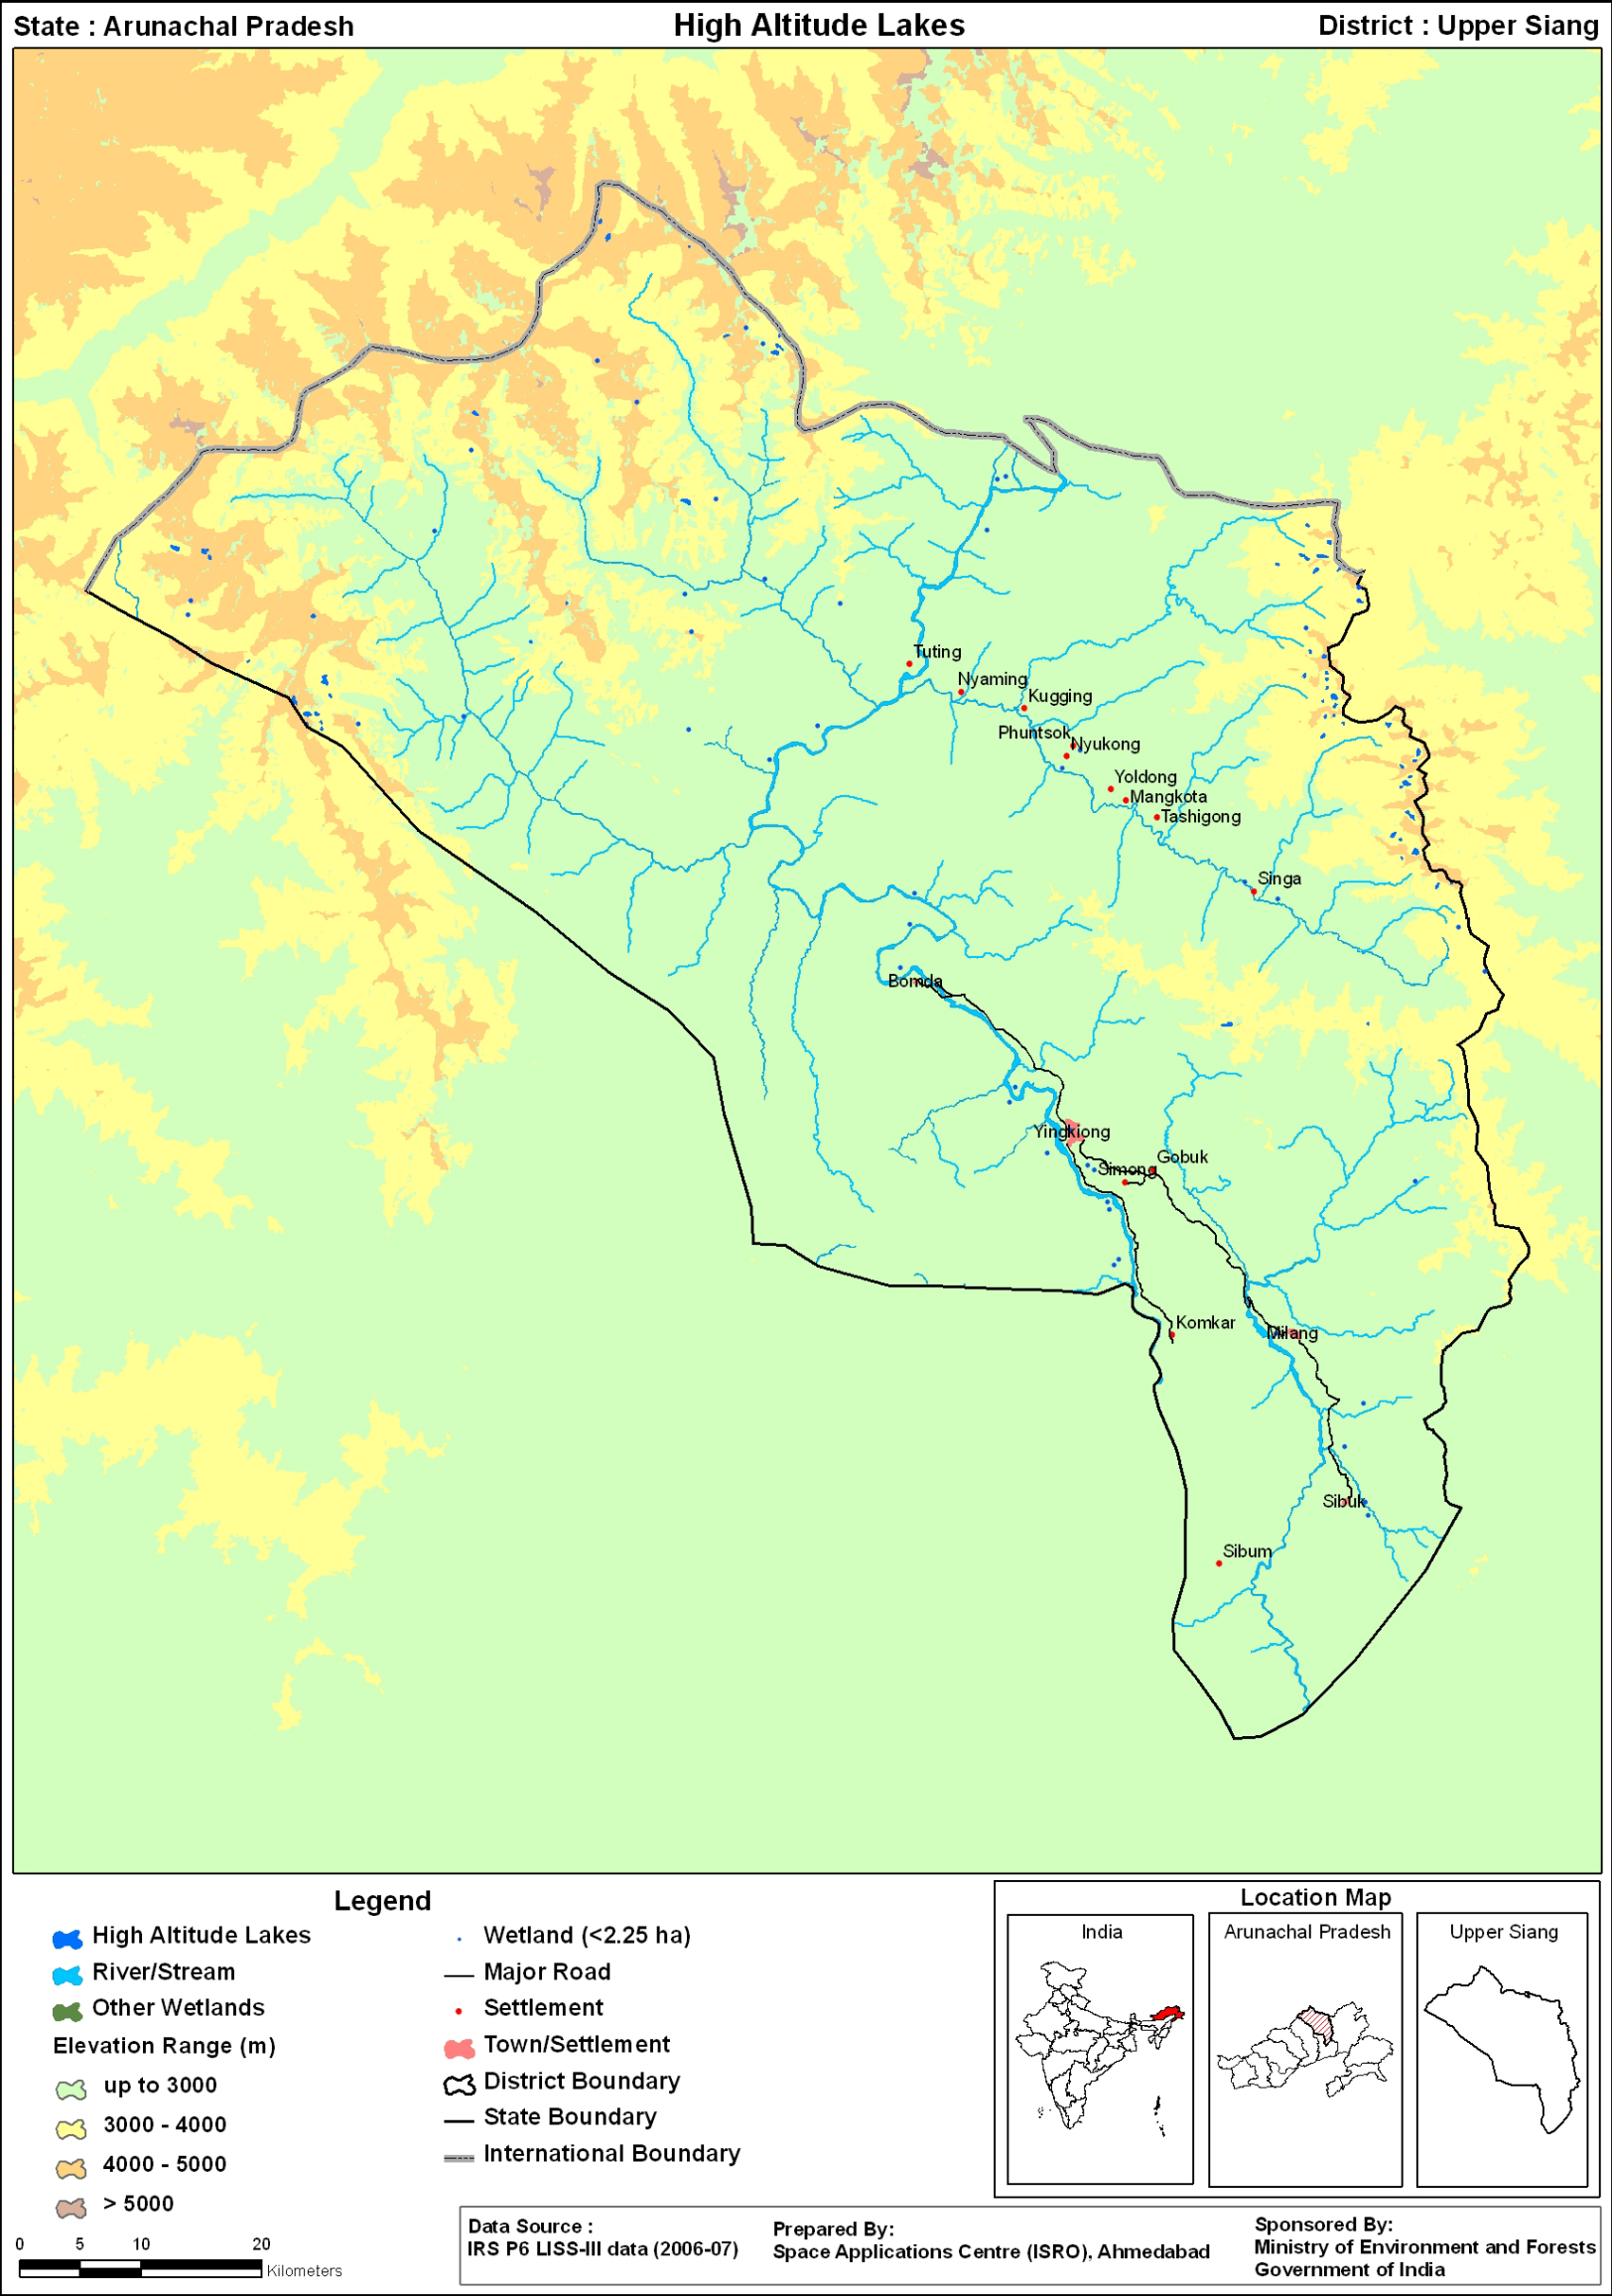 State : Arunachal Pradesh
High Altitude Lakes
District : Upper Siang
Tuting
Nyaming
Kugging
Phuntsok
Nyukong
Yoldong
Mangkota
Tashigong
Singa
Bomda
Yingkiong
Gobuk
Simong
Komkar
Milang
Sibuk
Sibum
Legend
High Altitude Lakes
River/Stream
Other Wetlands
Elevation Range (m)
up to 3000
3000 - 4000
4000 - 5000
> 5000
Wetland (<2.25 ha)
Major Road
Settlement
Town/Settlement
District Boundary
State Boundary
International Boundary
0 5 10 20
Kilometers
Location Map
India
Arunachal Pradesh
Upper Siang
Data Source :
IRS P6 LISS-III data (2006-07)
Prepared By:
Space Applications Centre (ISRO), Ahmedabad
Sponsored By:
Ministry of Environment and Forests
Government of India